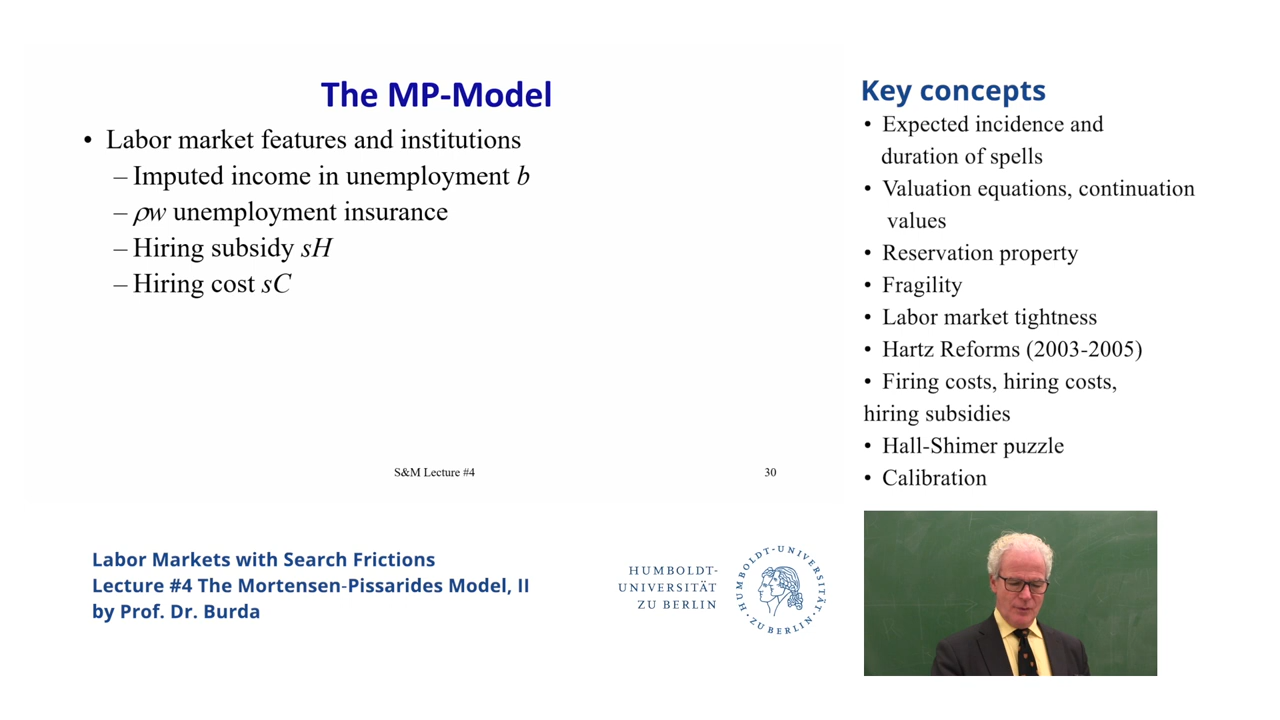 The MP-Model
• Labor market features and institutions
– Imputed income in unemployment b
– ρw unemployment insurance
– Hiring subsidy sH
– Hiring cost sC
S&M Lecture #4
30
Key concepts
• Expected incidence and
duration of spells
• Valuation equations, continuation
values
• Reservation property
• Fragility
• Labor market tightness
• Hartz Reforms (2003-2005)
• Firing costs, hiring costs,
hiring subsidies
• Hall-Shimer puzzle
• Calibration
Labor Markets with Search Frictions
Lecture #4 The Mortensen-Pissarides Model, II
by Prof. Dr. Burda
HUMBOLDT-
UNIVERSITÄT
ZU BERLIN
HUMBOLDT-UNIVERSITÄT
ZU BERLIN